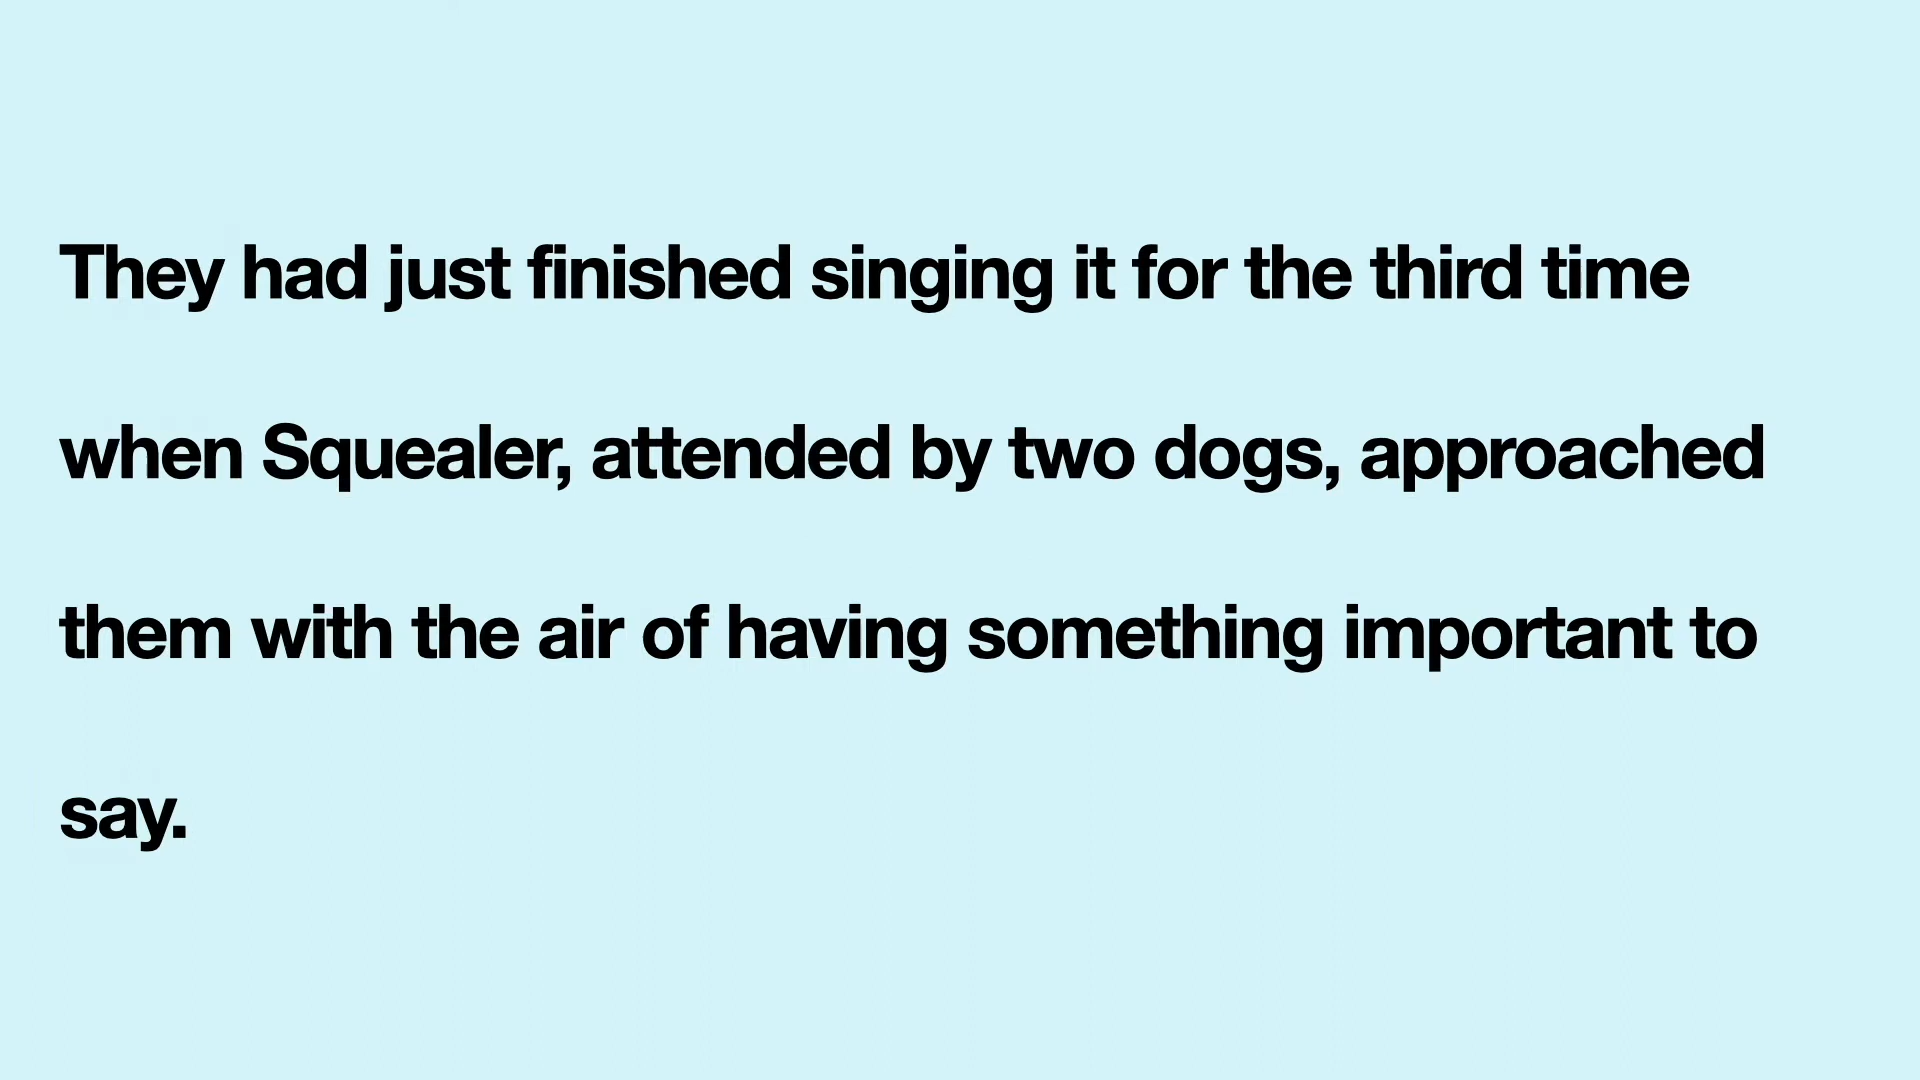 They had just finished singing it for the third time
when Squealer, attended by two dogs, approached
them with the air of having something important to
say.